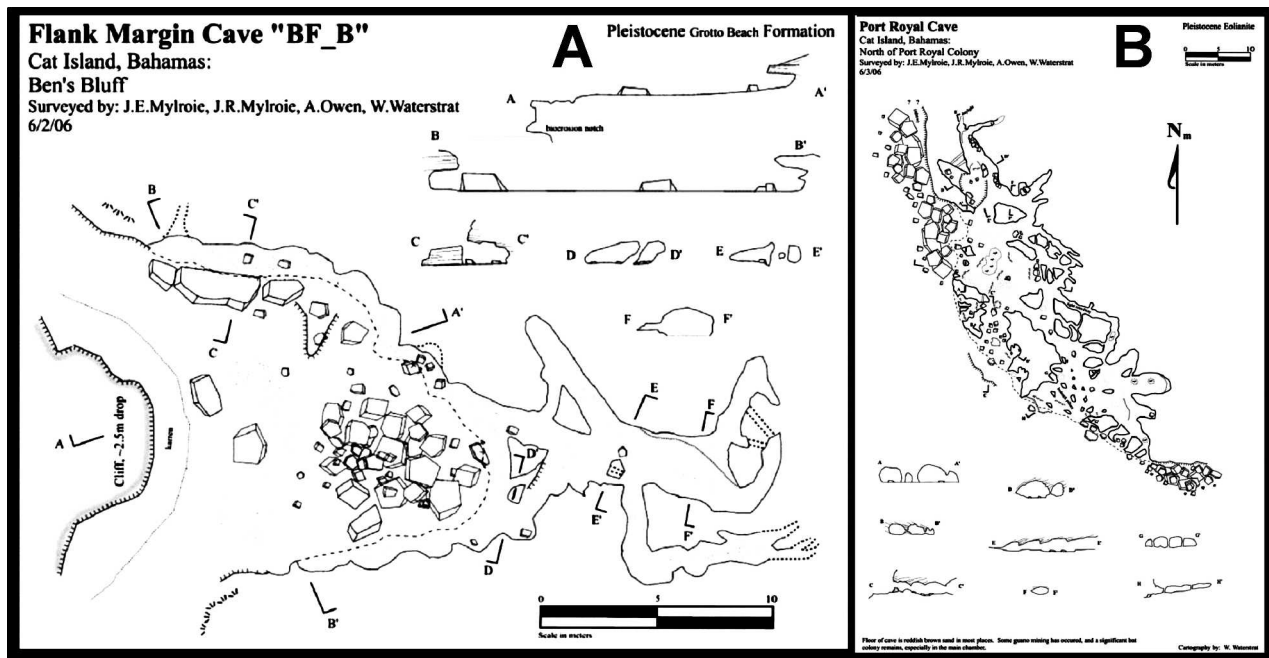 Flank Margin Cave "BF_B"
Cat Island, Bahamas:
Ben's Bluff
Surveyed by: J.E.Mylroie, J.R.Mylroie, A.Owen, W.Waterstrat
6/2/06
A
Pleistocene Grotto Beach Formation
A
A'
bioerosion notch
B
B'
C
C'
D
D'
E
E'
F
F'
B
C'
A'
C
A
Cliff, ~2.5m drop
karren
E
F
D'
E'
F'
D
B'
0
5
10
Scale in meters
Port Royal Cave
Cat Island, Bahamas:
North of Port Royal Colony
Surveyed by: J.E.Mylroie, J.R.Mylroie, A.Owen, W.Waterstrat
6/3/06
B
Pleistocene Eolianite
0
5
10
Scale in meters
Nm
? ?
A
A'
B'
B'
E
E'
G
G'
C
C'
F
F'
H
H'
Floor of cave is reddish brown sand in most places. Some guano mining has occured, and a significant bat
colony remains, especially in the main chamber.
Cartography by: W. Waterstrat